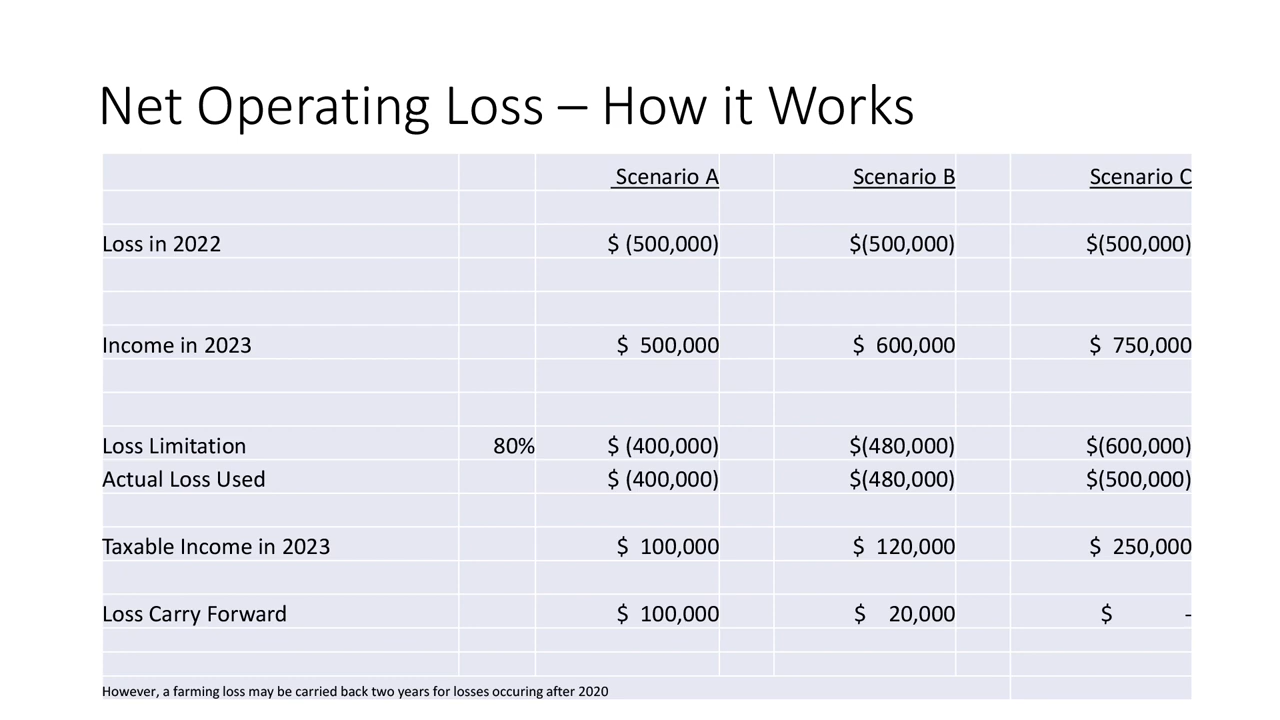 Net Operating Loss – How it Works
Scenario A Scenario B Scenario C
Loss in 2022 $ (500,000) $(500,000) $(500,000)
Income in 2023 $ 500,000 $ 600,000 $ 750,000
Loss Limitation 80% $ (400,000) $(480,000) $(600,000)
Actual Loss Used $ (400,000) $(480,000) $(500,000)
Taxable Income in 2023 $ 100,000 $ 120,000 $ 250,000
Loss Carry Forward $ 100,000 $ 20,000 $ -
However, a farming loss may be carried back two years for losses occuring after 2020